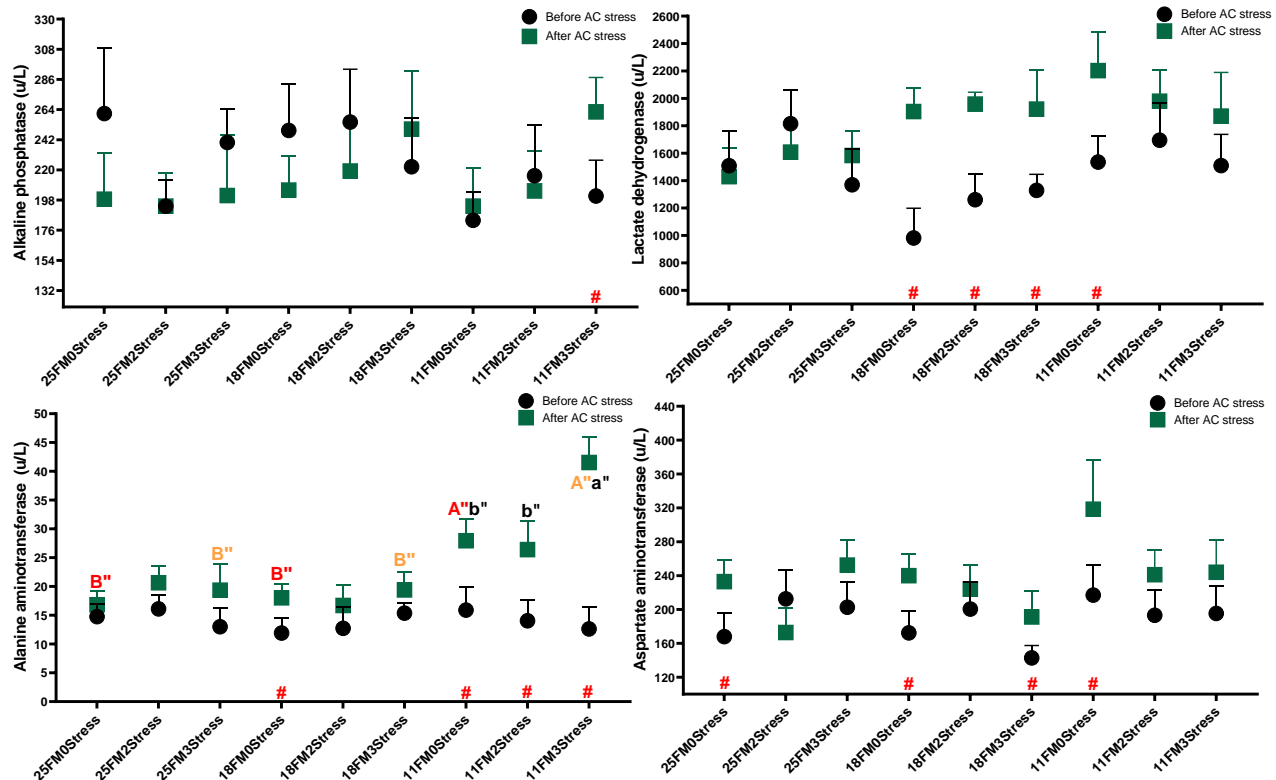 Alkaline phosphatase (u/L)
330
308
286
264
242
220
198
176
154
132
Before AC stress
After AC stress
#
25FM0Stress
25FM2Stress
25FM3Stress
18FM0Stress
18FM2Stress
18FM3Stress
11FM0Stress
11FM2Stress
11FM3Stress
Lactate dehydrogenase (u/L)
2600
2400
2200
2000
1800
1600
1400
1200
1000
800
600
Before AC stress
After AC stress
# # # #
25FM0Stress
25FM2Stress
25FM3Stress
18FM0Stress
18FM2Stress
18FM3Stress
11FM0Stress
11FM2Stress
11FM3Stress
Alanine aminotransferase (u/L)
50
45
40
35
30
25
20
15
10
5
0
Before AC stress
After AC stress
A"a"
A"b" b"
B" B" B" B"
# # # #
25FM0Stress
25FM2Stress
25FM3Stress
18FM0Stress
18FM2Stress
18FM3Stress
11FM0Stress
11FM2Stress
11FM3Stress
Aspartate aminotransferase (u/L)
440
400
360
320
280
240
200
160
120
Before AC stress
After AC stress
# # # #
25FM0Stress
25FM2Stress
25FM3Stress
18FM0Stress
18FM2Stress
18FM3Stress
11FM0Stress
11FM2Stress
11FM3Stress